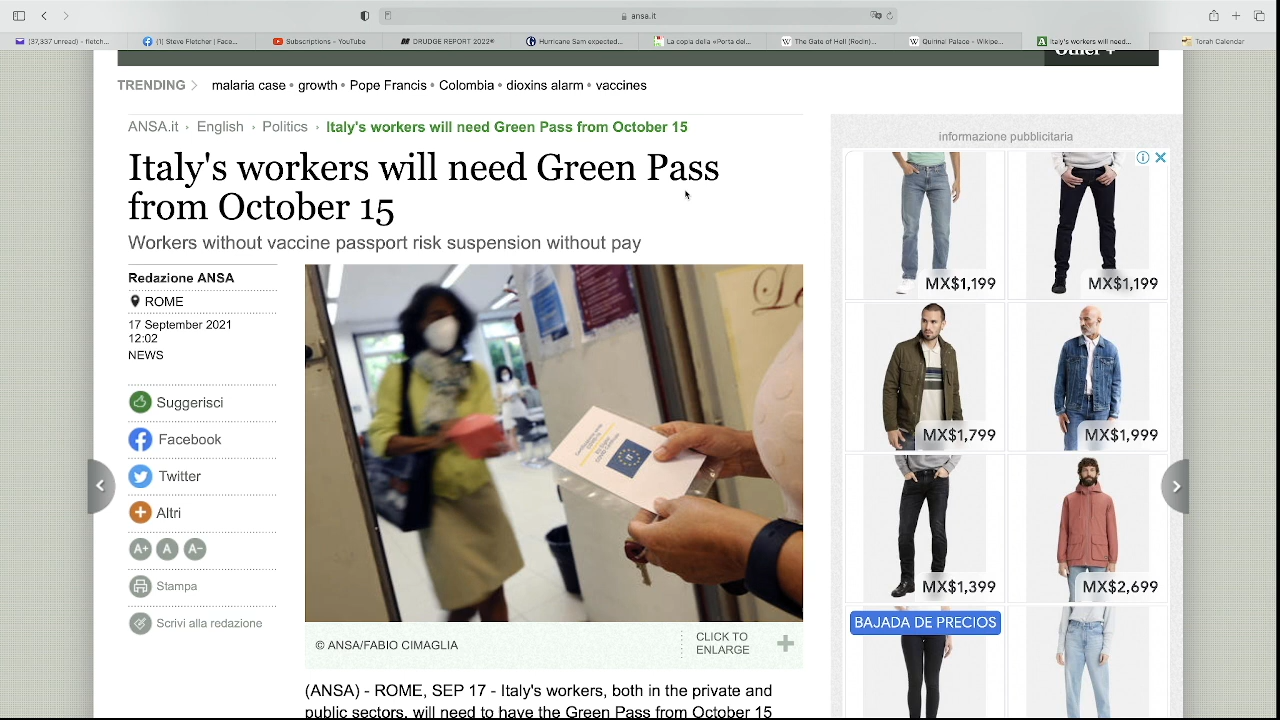 ansa.it
(37,337 unread) - fletch...
(1) Steve Fletcher | Face...
Subscriptions – YouTube
DRUDGE REPORT 2022®
Hurricane Sam expected...
La copia della «Porta del...
The Gate of Hell (Rodin)...
Quirinal Palace – Wikipe...
Italy's workers will need...
Torah Calendar
TRENDING
malaria case • growth • Pope Francis • Colombia • dioxins alarm • vaccines
ANSA.it › English › Politics › Italy's workers will need Green Pass from October 15
Italy's workers will need Green Pass
from October 15
Workers without vaccine passport risk suspension without pay
Redazione ANSA
ROME
17 September 2021
12:02
NEWS
Suggerisci
Facebook
Twitter
Altri
A+ A A-
Stampa
Scrivi alla redazione
IT
© ANSA/FABIO CIMAGLIA
CLICK TO
ENLARGE
(ANSA) - ROME, SEP 17 - Italy's workers, both in the private and
public sectors, will need to have the Green Pass from October 15
informazione pubblicitaria
MX$1,199
MX$1,199
MX$1,799
MX$1,999
MX$1,399
MX$2,699
BAJADA DE PRECIOS